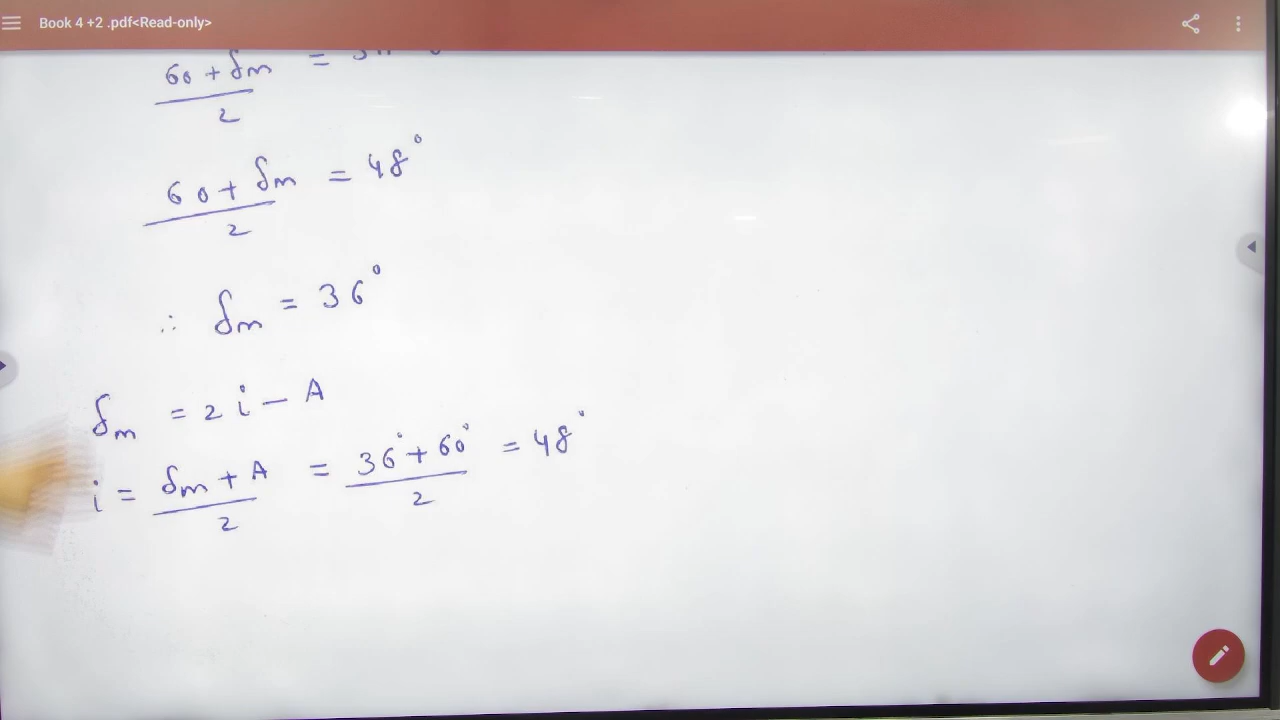 Book 4 +2 .pdf<Read-only>
60 + δm / 2 =
60 + δm / 2 = 48°
∴ δm = 36°
δm = 2 i − A
i = δm + A / 2 = 36° + 60° / 2 = 48°